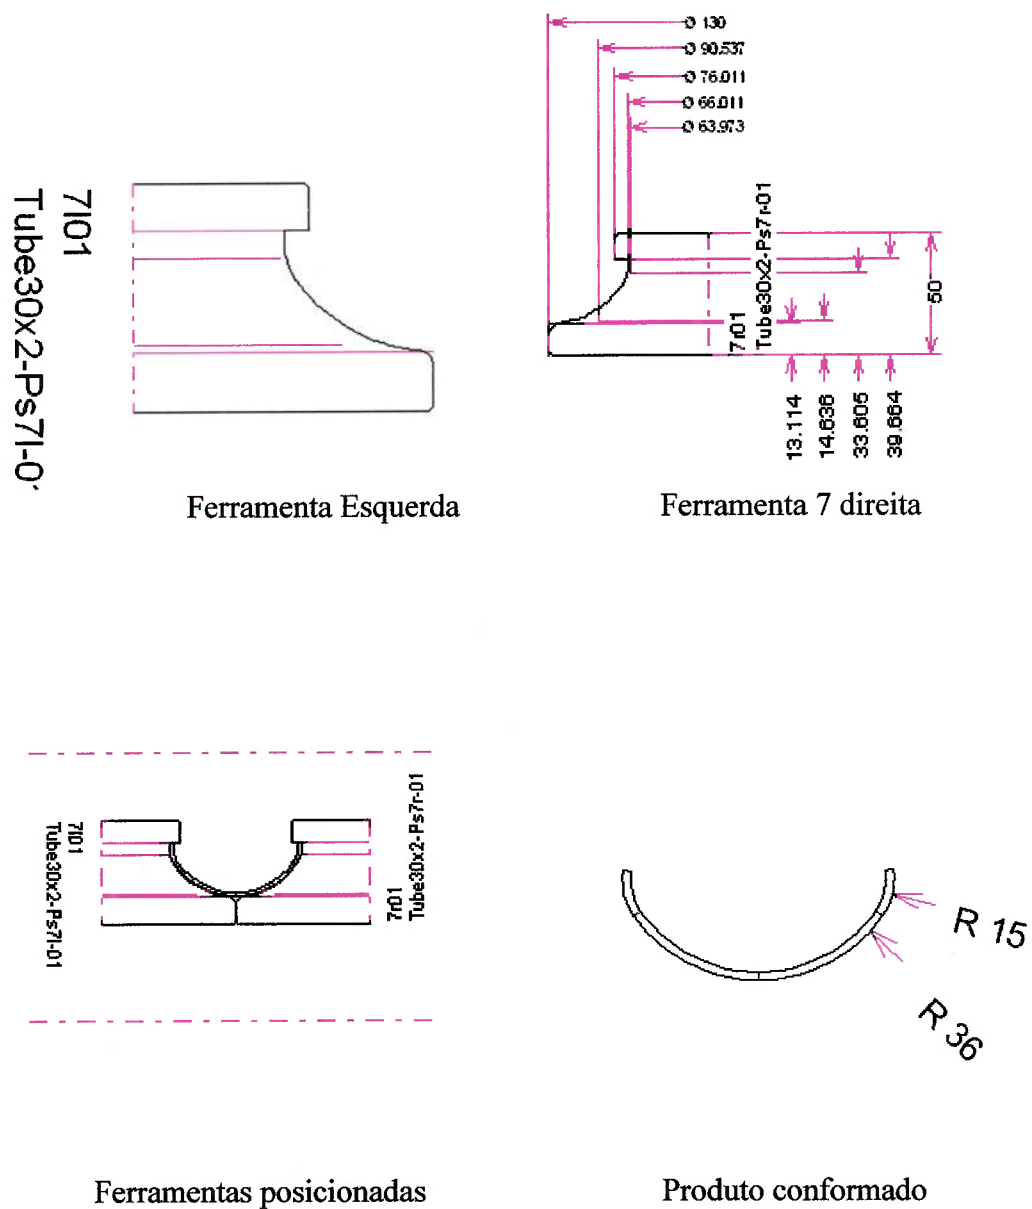 7l01
Tube30x2-Ps7l-0
Ferramenta Esquerda
Ø 130
Ø 90.537
Ø 76.011
Ø 66.011
Ø 63.973
7r01
Tube30x2-Ps7r-01
50
13.114
14.636
33.605
39.664
Ferramenta 7 direita
7l01
Tube30x2-Ps7l-01
7r01
Tube30x2-Ps7r-01
Ferramentas posicionadas
R 15
R 36
Produto conformado